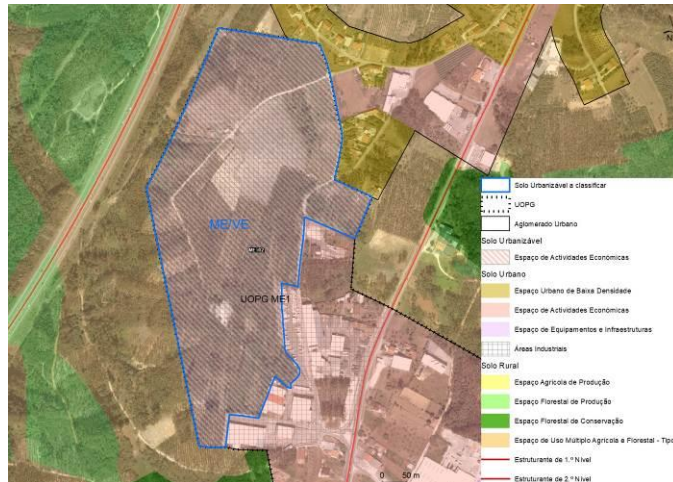 N
ME/VE
UOPG ME1
0 50 m
Solo Urbanizável a classificar
UOPG
Aglomerado Urbano
Solo Urbanizável
Espaço de Actividades Económicas
Solo Urbano
Espaço Urbano de Baixa Densidade
Espaço de Actividades Económicas
Espaço de Equipamentos e Infraestruturas
Áreas Industriais
Solo Rural
Espaço Agrícola de Produção
Espaço Florestal de Produção
Espaço Florestal de Conservação
Espaço de Uso Múltiplo Agrícola e Florestal - Tipo
Estruturante de 1.º Nível
Estruturante de 2.º Nível